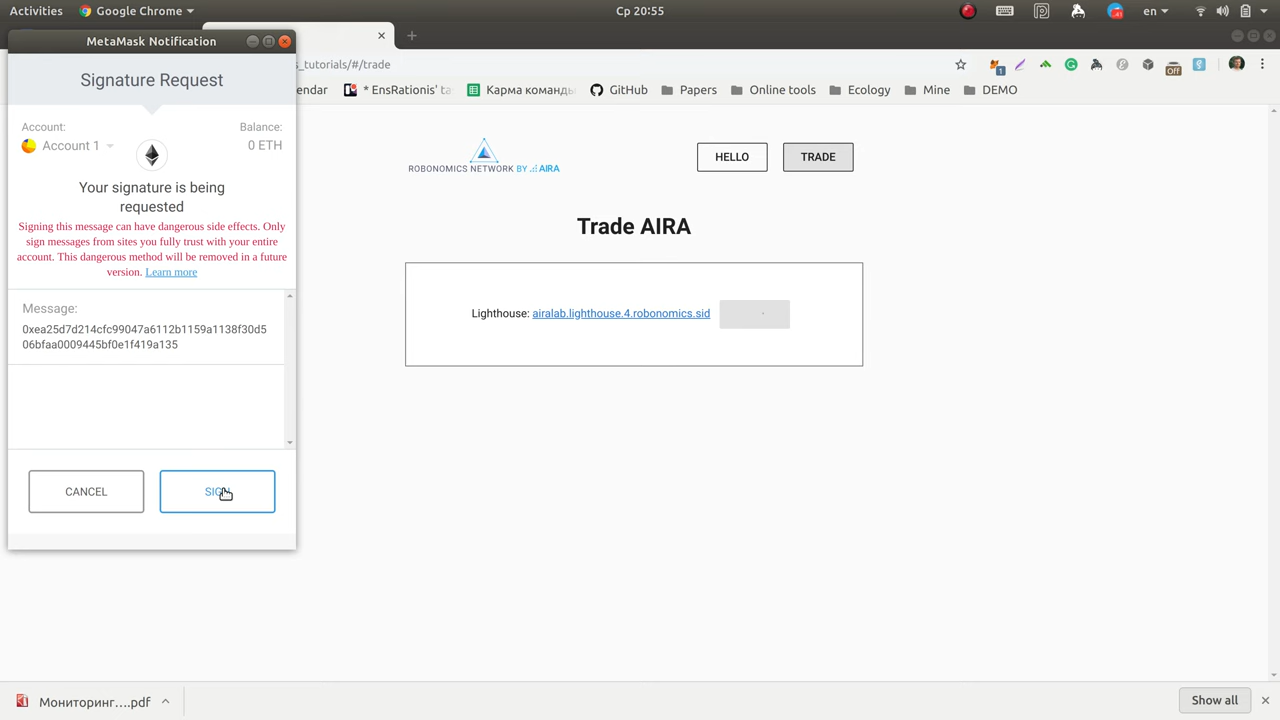 Activities
Google Chrome
Ср 20:55
en
MetaMask Notification
Signature Request
Account:
Balance:
Account 1
0 ETH
Your signature is being
requested
Signing this message can have dangerous side effects. Only
sign messages from sites you fully trust with your entire
account. This dangerous method will be removed in a future
version. Learn more
Message:
0xea25d7d214cfc99047a6112b1159a1138f30d5
06bfaa0009445bf0e1f419a135
CANCEL
s_tutorials/#/trade
1
Off
endar
* EnsRationis' ta
Карма команды
GitHub
Papers
Online tools
Ecology
Mine
DEMO
ROBONOMICS NETWORK BY AIRA
HELLO
TRADE
Trade AIRA
Lighthouse: airalab.lighthouse.4.robonomics.sid
Мониторинг....pdf
Show all